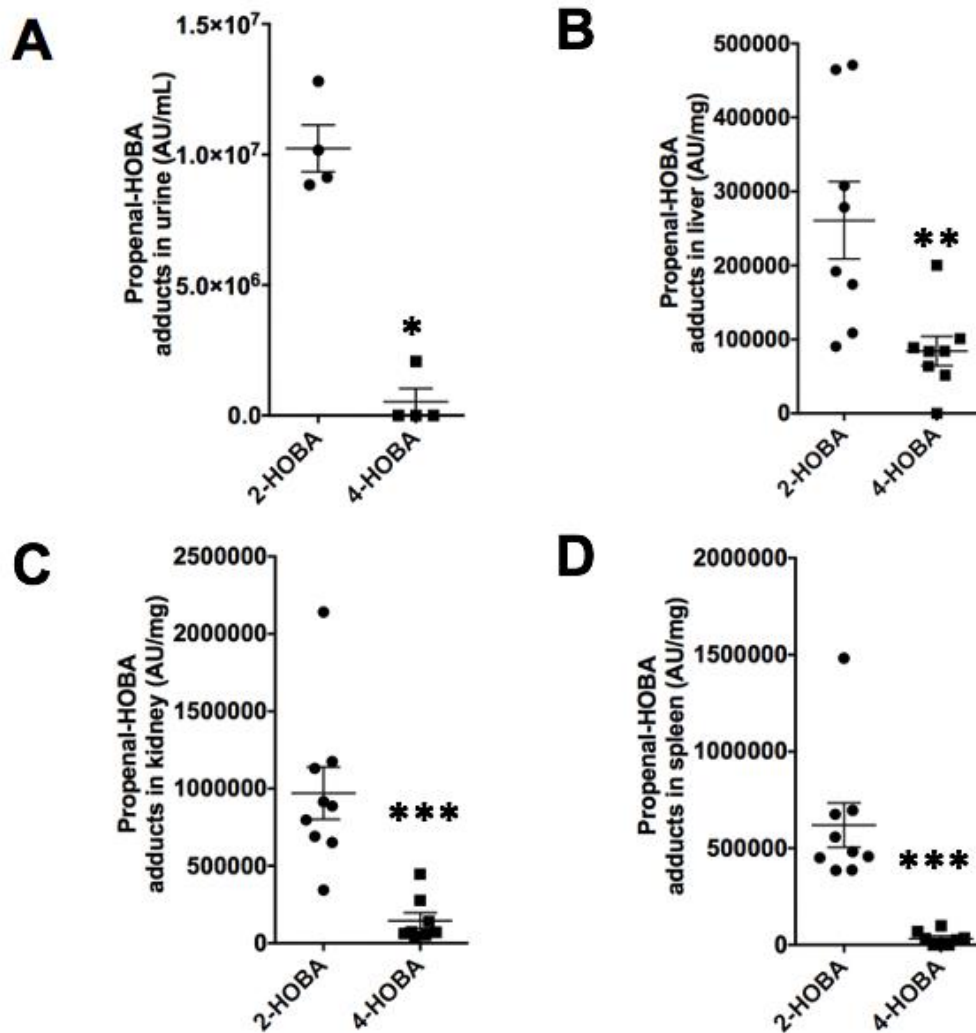 A
Propenal-HOBA
adducts in urine (AU/mL)
1.5×10⁷
1.0×10⁷
5.0×10⁶
0.0
*
2-HOBA
4-HOBA
B
Propenal-HOBA
adducts in liver (AU/mg)
500000
400000
300000
200000
100000
0
**
2-HOBA
4-HOBA
C
Propenal-HOBA
adducts in kidney (AU/mg)
2500000
2000000
1500000
1000000
500000
0
***
2-HOBA
4-HOBA
D
Propenal-HOBA
adducts in spleen (AU/mg)
2000000
1500000
1000000
500000
0
***
2-HOBA
4-HOBA